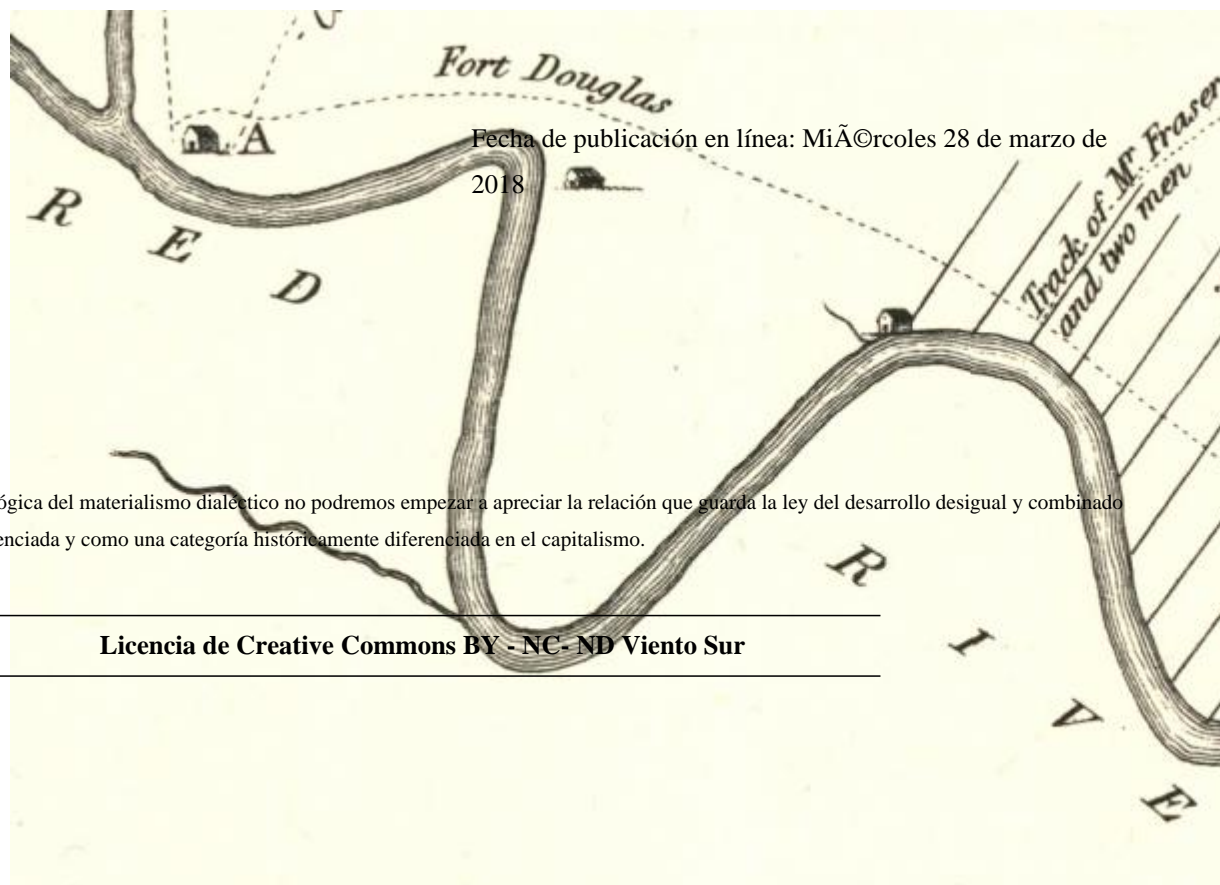 Fort Douglas
Fecha de publicación en línea: MiÃ©rcoles 28 de marzo de
2018
A
Track of Mr. Fraser
and two men
R E D
ógica del materialismo dialéctico no podremos empezar a apreciar la relación que guarda la ley del desarrollo desigual y combinado
enciada y como una categoría históricamente diferenciada en el capitalismo.
R I V E
Licencia de Creative Commons BY - NC- ND Viento Sur